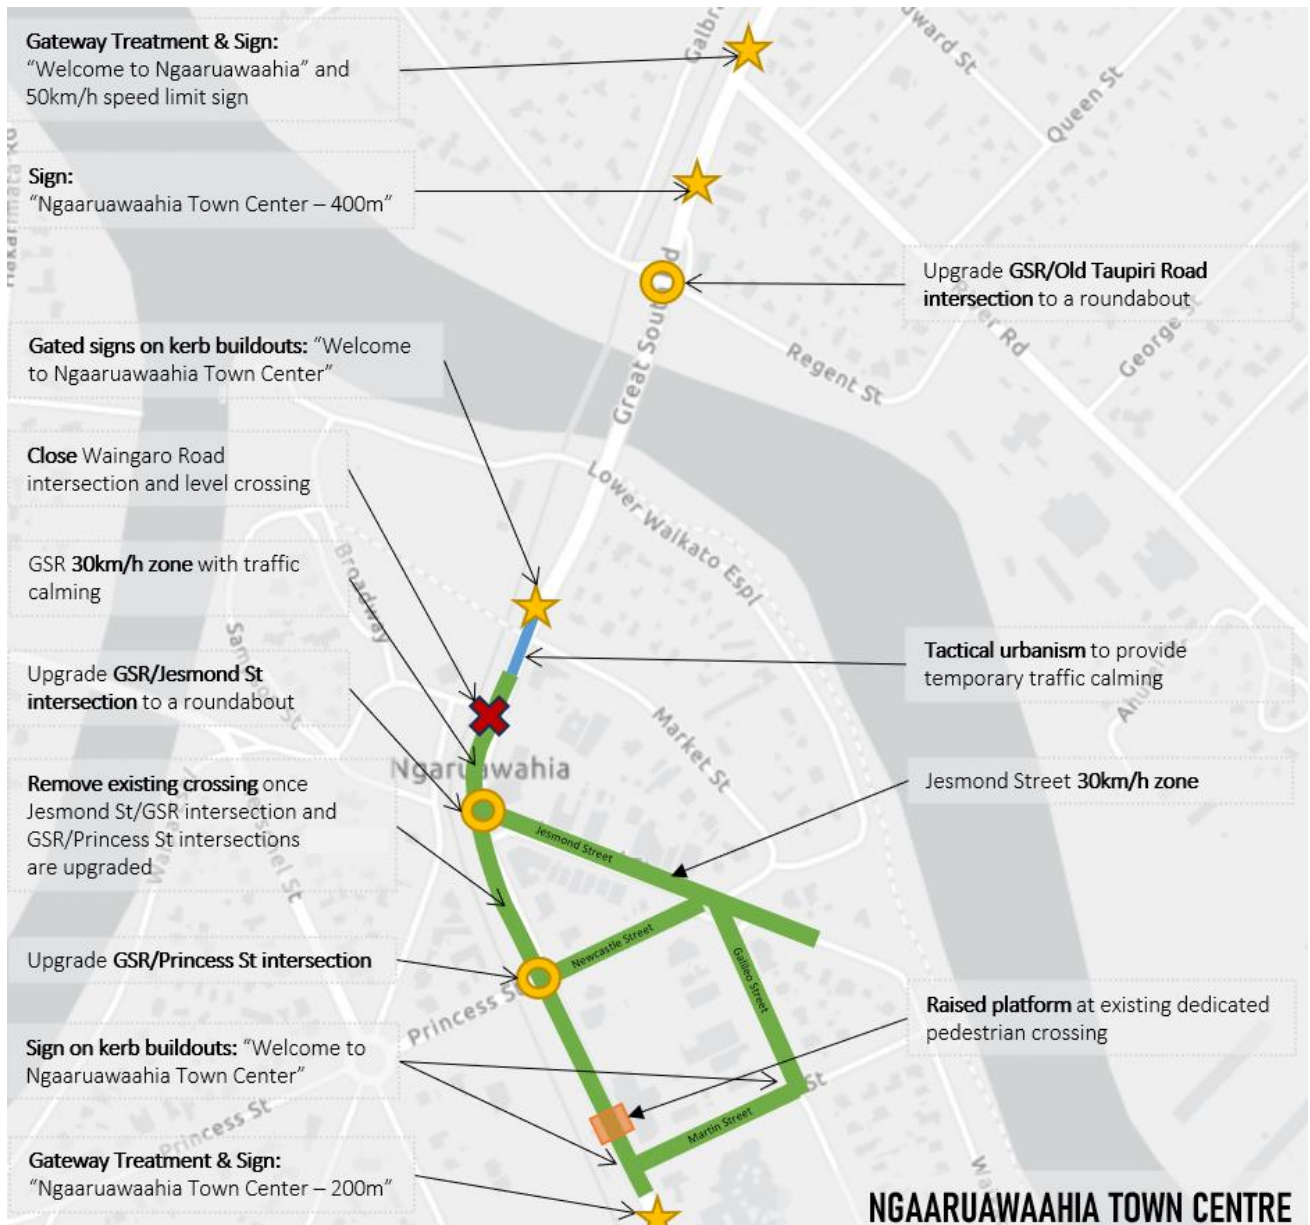 Gateway Treatment & Sign:
“Welcome to Ngaaruawaahia” and
50km/h speed limit sign
Sign:
“Ngaaruawaahia Town Center – 400m”
Gated signs on kerb buildouts: “Welcome
to Ngaaruawaahia Town Center”
Close Waingaro Road
intersection and level crossing
GSR 30km/h zone with traffic
calming
Upgrade GSR/Jesmond St
intersection to a roundabout
Remove existing crossing once
Jesmond St/GSR intersection and
GSR/Princess St intersections
are upgraded
Upgrade GSR/Princess St intersection
Sign on kerb buildouts: “Welcome to
Ngaaruawaahia Town Center”
Gateway Treatment & Sign:
“Ngaaruawaahia Town Center – 200m”
Upgrade GSR/Old Taupiri Road
intersection to a roundabout
Tactical urbanism to provide
temporary traffic calming
Jesmond Street 30km/h zone
Raised platform at existing dedicated
pedestrian crossing
Queen St
River Rd
George St
Regent St
Lower Waikato Espl
Broadway
Market St
Ngaruawahia
Jesmond Street
Newcastle Street
Galileo Street
Martin Street
St
Princess St
Princess St
NGAARUAWAAHIA TOWN CENTRE